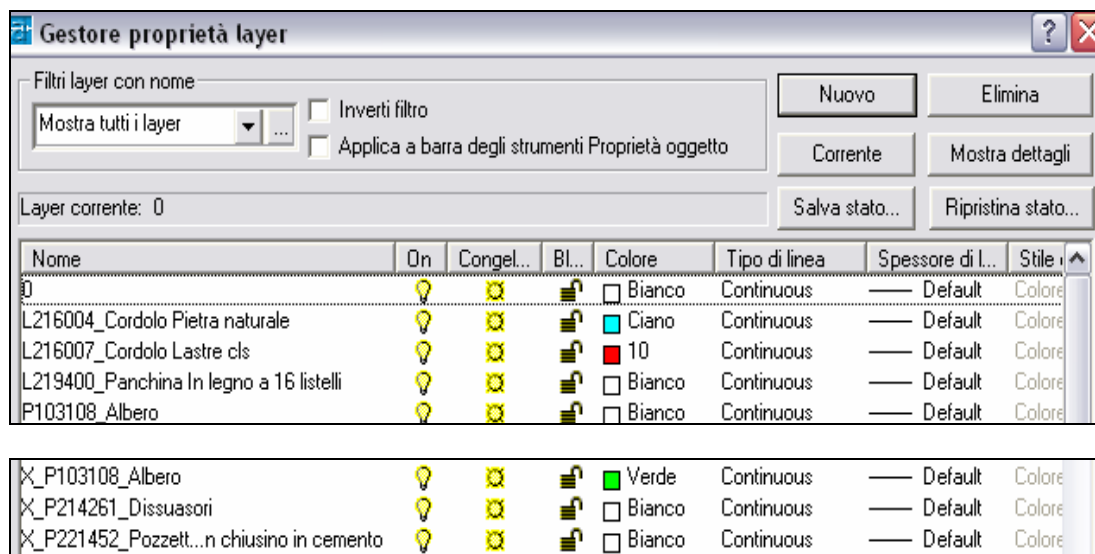 Gestore proprietà layer
Filtri layer con nome
Mostra tutti i layer
...
Inverti filtro
Applica a barra degli strumenti Proprietà oggetto
Nuovo
Elimina
Corrente
Mostra dettagli
Layer corrente: 0
Salva stato...
Ripristina stato...
Nome On Congel... Bl... Colore Tipo di linea Spessore di l... Stile
0 Bianco Continuous Default Colore
L216004_Cordolo Pietra naturale Ciano Continuous Default Colore
L216007_Cordolo Lastre cls 10 Continuous Default Colore
L219400_Panchina In legno a 16 listelli Bianco Continuous Default Colore
P103108_Albero Bianco Continuous Default Colore
X_P103108_Albero Verde Continuous Default Colore
X_P214261_Dissuasori Bianco Continuous Default Colore
X_P221452_Pozzett...n chiusino in cemento Bianco Continuous Default Colore